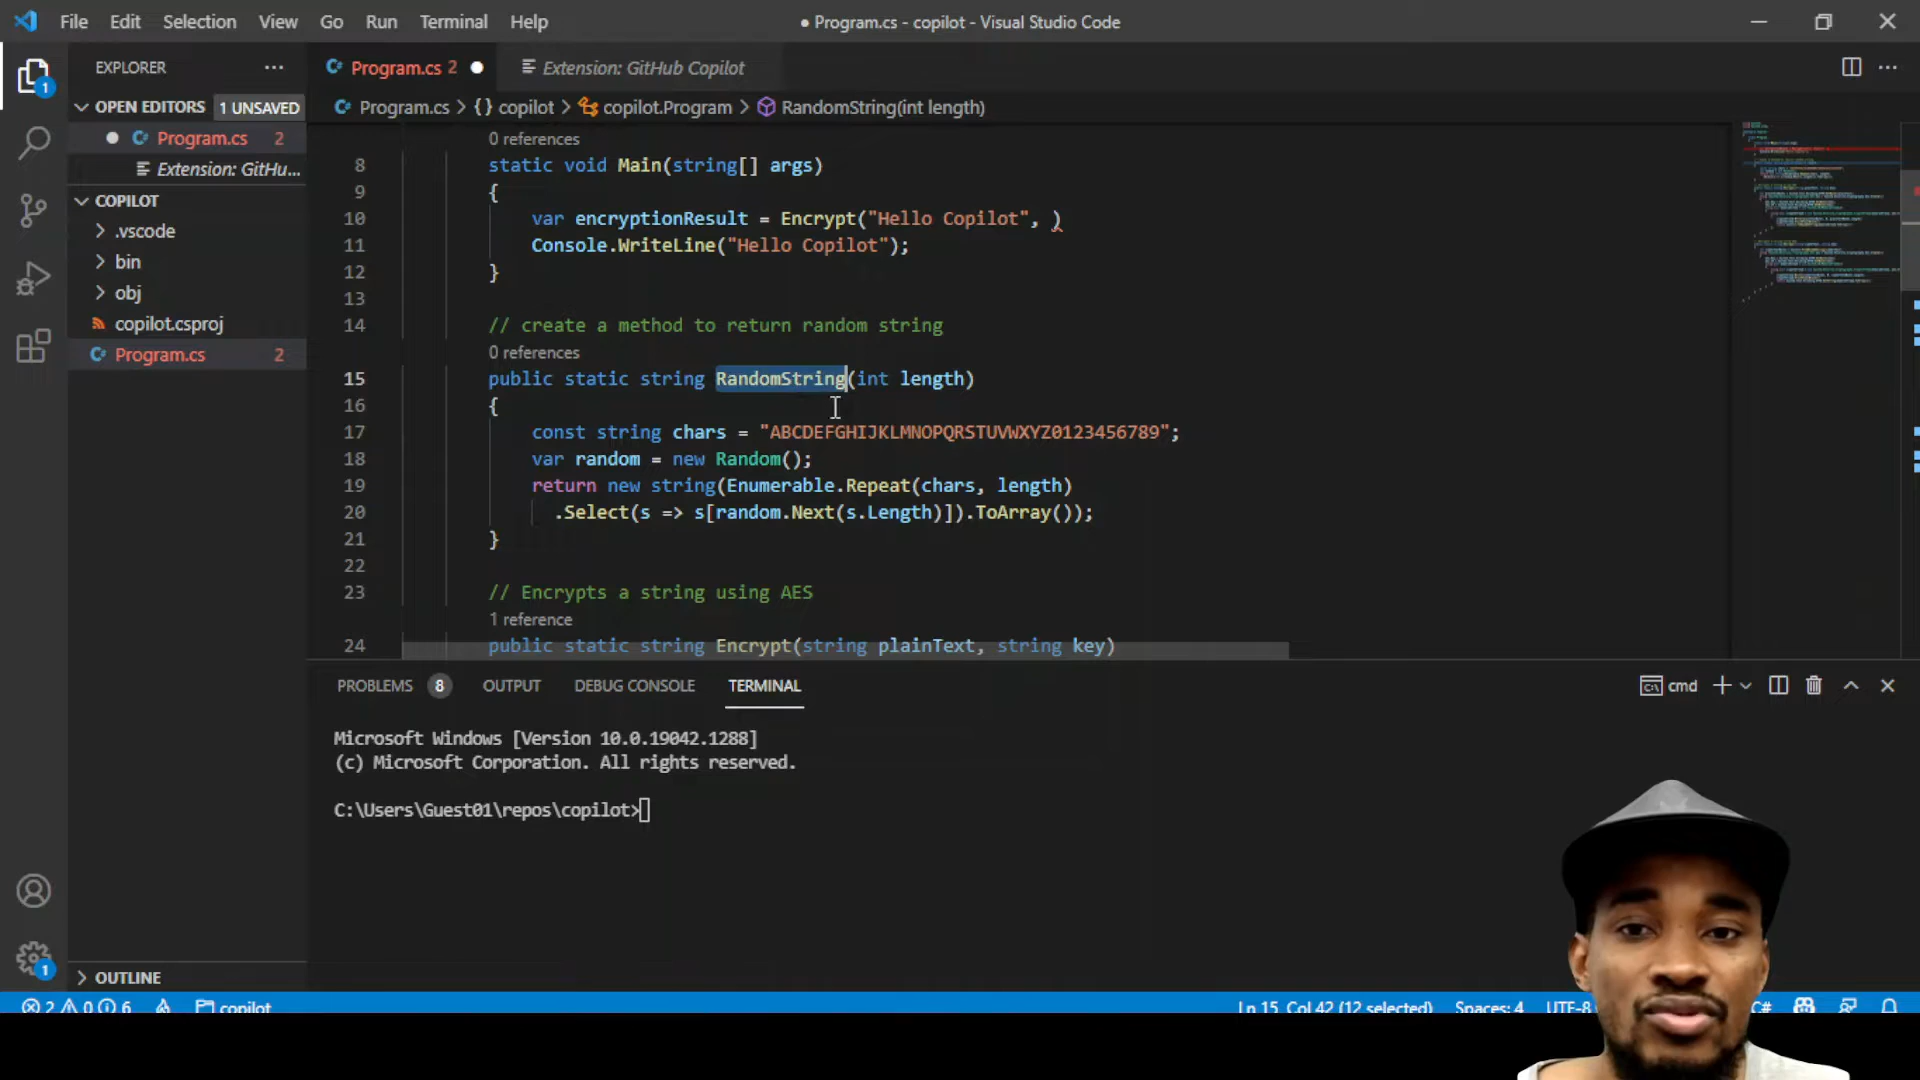 File Edit Selection View Go Run Terminal Help
● Program.cs - copilot - Visual Studio Code
EXPLORER
Program.cs 2
Extension: GitHub Copilot
OPEN EDITORS 1 UNSAVED
Program.cs > {} copilot > copilot.Program > RandomString(int length)
Program.cs 2
Extension: GitHu...
COPILOT
.vscode
bin
obj
copilot.csproj
Program.cs 2
OUTLINE
1
1
0 references
8 static void Main(string[] args)
9 {
10 var encryptionResult = Encrypt("Hello Copilot", )
11 Console.WriteLine("Hello Copilot");
12 }
13
14 // create a method to return random string
0 references
15 public static string RandomString(int length)
16 {
17 const string chars = "ABCDEFGHIJKLMNOPQRSTUVWXYZ0123456789";
18 var random = new Random();
19 return new string(Enumerable.Repeat(chars, length)
20 .Select(s => s[random.Next(s.Length)]).ToArray());
21 }
22
23 // Encrypts a string using AES
1 reference
24 public static string Encrypt(string plainText, string key)
PROBLEMS 8 OUTPUT DEBUG CONSOLE TERMINAL
cmd
Microsoft Windows [Version 10.0.19042.1288]
(c) Microsoft Corporation. All rights reserved.
C:\Users\Guest01\repos\copilot>
2 0 6 copilot
Ln 15, Col 42 (12 selected) Spaces: 4 UTF-8 C#